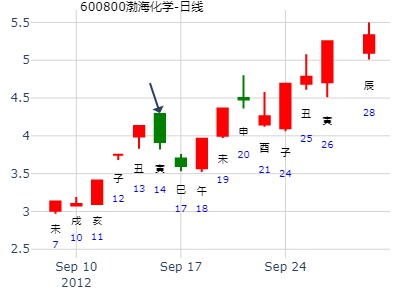 600800渤海化学-日线
5.5
5
4.5
4
3.5
3
2.5
未
7
戌
10
亥
11
子
12
丑
13
寅
14
巳
17
午
18
未
19
申
20
酉
21
子
24
丑
25
寅
26
辰
28
Sep 10
2012
Sep 17
Sep 24